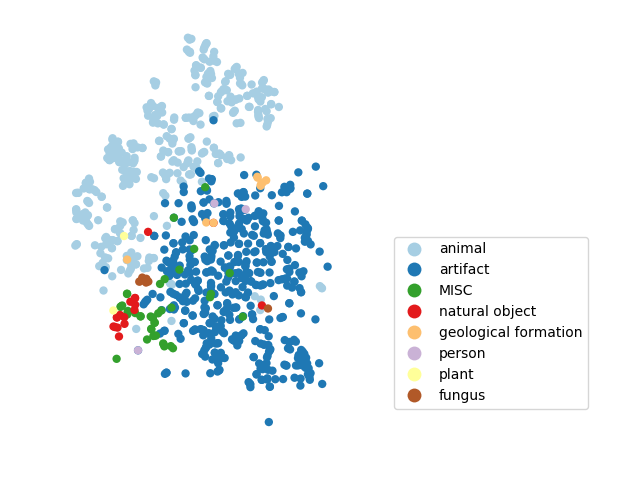 animal
artifact
MISC
natural object
geological formation
person
plant
fungus